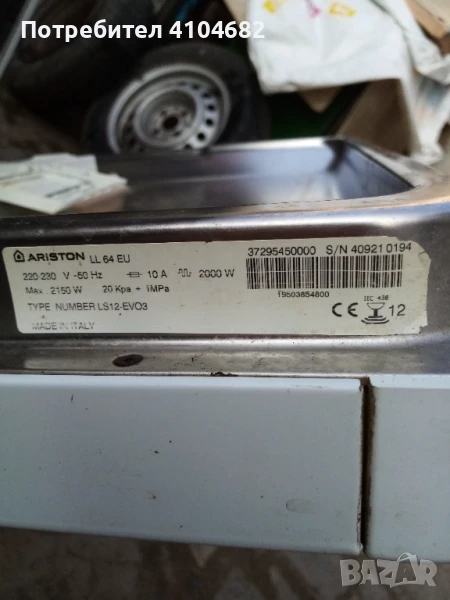 Потребител 4104682
ARISTON LL 64 EU
220-230 V -50 Hz 10 A 2000 W
Max. 2150 W 20 Kpa ÷ 1MPa
TYPE NUMBER LS12-EVO3
MADE IN ITALY
37295450000 S/N 409210194
19503854800
IEC 436
CE 12
BAZAR